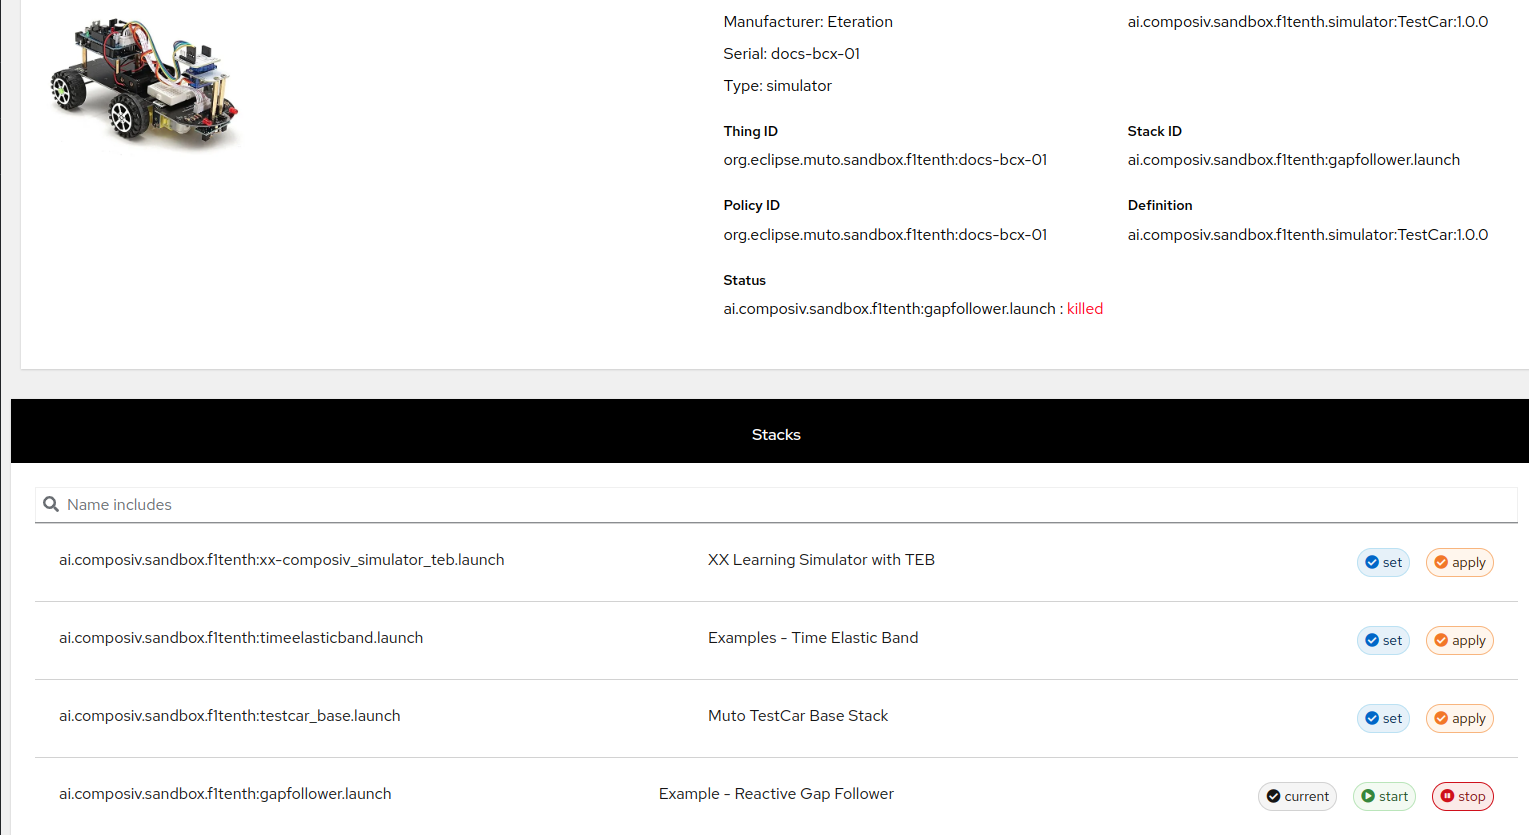 Manufacturer: Eteration
ai.composiv.sandbox.f1tenth.simulator:TestCar:1.0.0
Serial: docs-bcx-01
Type: simulator
Thing ID
Stack ID
org.eclipse.muto.sandbox.f1tenth:docs-bcx-01
ai.composiv.sandbox.f1tenth:gapfollower.launch
Policy ID
Definition
org.eclipse.muto.sandbox.f1tenth:docs-bcx-01
ai.composiv.sandbox.f1tenth.simulator:TestCar:1.0.0
Status
ai.composiv.sandbox.f1tenth:gapfollower.launch : killed
Stacks
Name includes
ai.composiv.sandbox.f1tenth:xx-composiv_simulator_teb.launch XX Learning Simulator with TEB set apply
ai.composiv.sandbox.f1tenth:timeelasticband.launch Examples - Time Elastic Band set apply
ai.composiv.sandbox.f1tenth:testcar_base.launch Muto TestCar Base Stack set apply
ai.composiv.sandbox.f1tenth:gapfollower.launch Example - Reactive Gap Follower current start stop